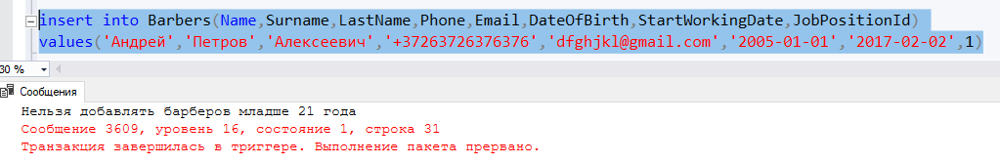 insert into Barbers(Name,Surname,LastName,Phone,Email,DateOfBirth,StartWorkingDate,JobPositionId)
values('Андрей','Петров','Алексеевич','+37263726376376','dfghjkl@gmail.com','2005-01-01','2017-02-02',1)
30 %
Сообщения
Нельзя добавлять барберов младше 21 года
Сообщение 3609, уровень 16, состояние 1, строка 31
Транзакция завершилась в триггере. Выполнение пакета прервано.